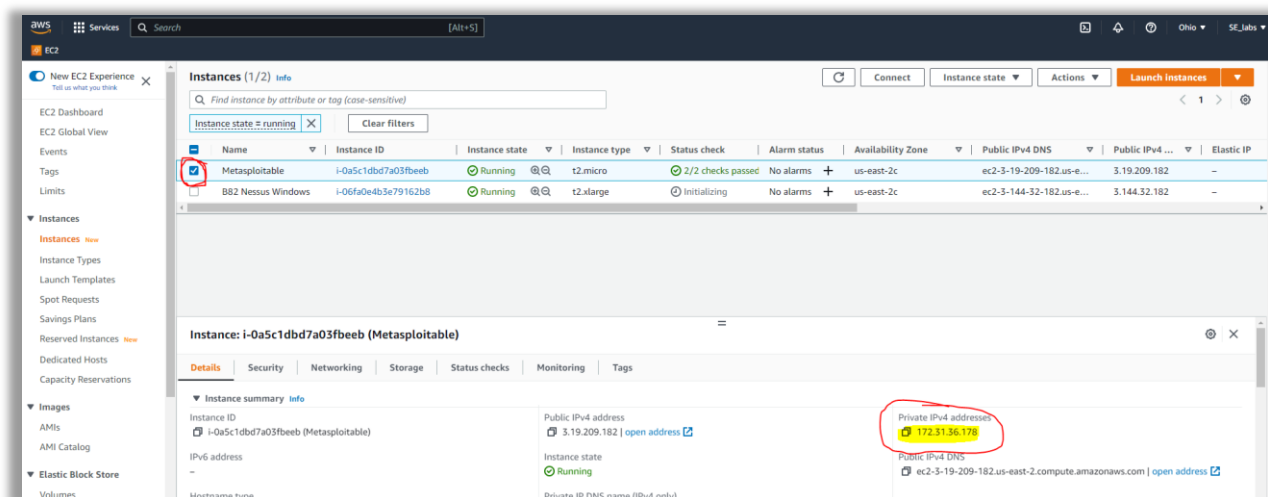 aws Services Search [Alt+S] Ohio SE_labs
EC2
New EC2 Experience
Tell us what you think
EC2 Dashboard
EC2 Global View
Events
Tags
Limits
Instances
Instances New
Instance Types
Launch Templates
Spot Requests
Savings Plans
Reserved Instances New
Dedicated Hosts
Capacity Reservations
Images
AMIs
AMI Catalog
Elastic Block Store
Volumes
Instances (1/2) Info
Connect Instance state Actions Launch instances
Find instance by attribute or tag (case-sensitive)
1
Instance state = running Clear filters
Name Instance ID Instance state Instance type Status check Alarm status Availability Zone Public IPv4 DNS Public IPv4 ... Elastic IP
Metasploitable i-0a5c1dbd7a03fbeeb Running t2.micro 2/2 checks passed No alarms + us-east-2c ec2-3-19-209-182.us-e... 3.19.209.182 –
B82 Nessus Windows i-06fa0e4b3e79162b8 Running t2.xlarge Initializing No alarms + us-east-2c ec2-3-144-32-182.us-e... 3.144.32.182 –
Instance: i-0a5c1dbd7a03fbeeb (Metasploitable)
Details Security Networking Storage Status checks Monitoring Tags
Instance summary Info
Instance ID Public IPv4 address Private IPv4 addresses
i-0a5c1dbd7a03fbeeb (Metasploitable) 3.19.209.182 | open address 172.31.36.178
IPv6 address Instance state Public IPv4 DNS
– Running ec2-3-19-209-182.us-east-2.compute.amazonaws.com | open address
Hostname type Private IP DNS name (IPv4 only)